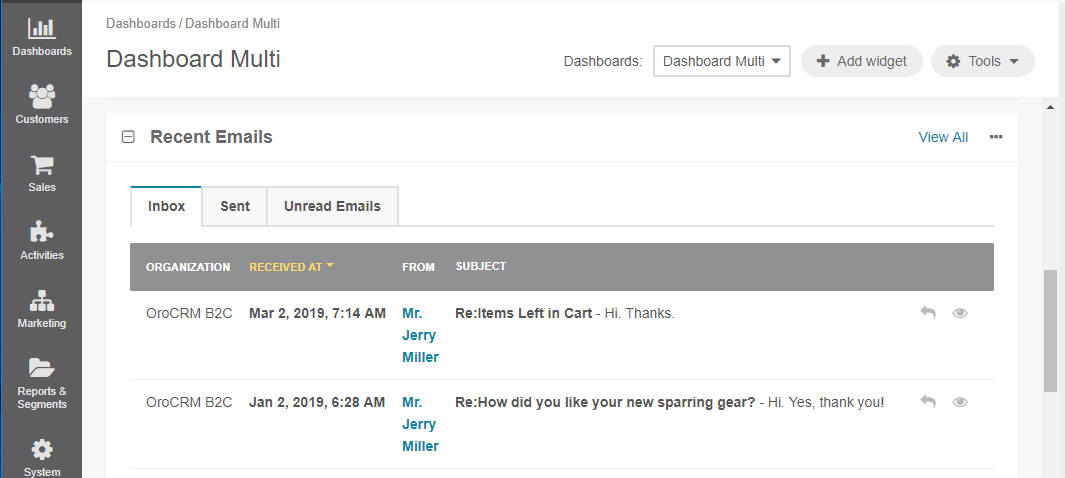 Dashboards
Customers
Sales
Activities
Marketing
Reports &
Segments
System
Dashboards / Dashboard Multi
Dashboard Multi
Dashboards: Dashboard Multi Add widget Tools
Recent Emails View All
Inbox Sent Unread Emails
ORGANIZATION RECEIVED AT FROM SUBJECT
OroCRM B2C Mar 2, 2019, 7:14 AM Mr. Re:Items Left in Cart - Hi. Thanks.
Jerry
Miller
OroCRM B2C Jan 2, 2019, 6:28 AM Mr. Re:How did you like your new sparring gear? - Hi. Yes, thank you!
Jerry
Miller